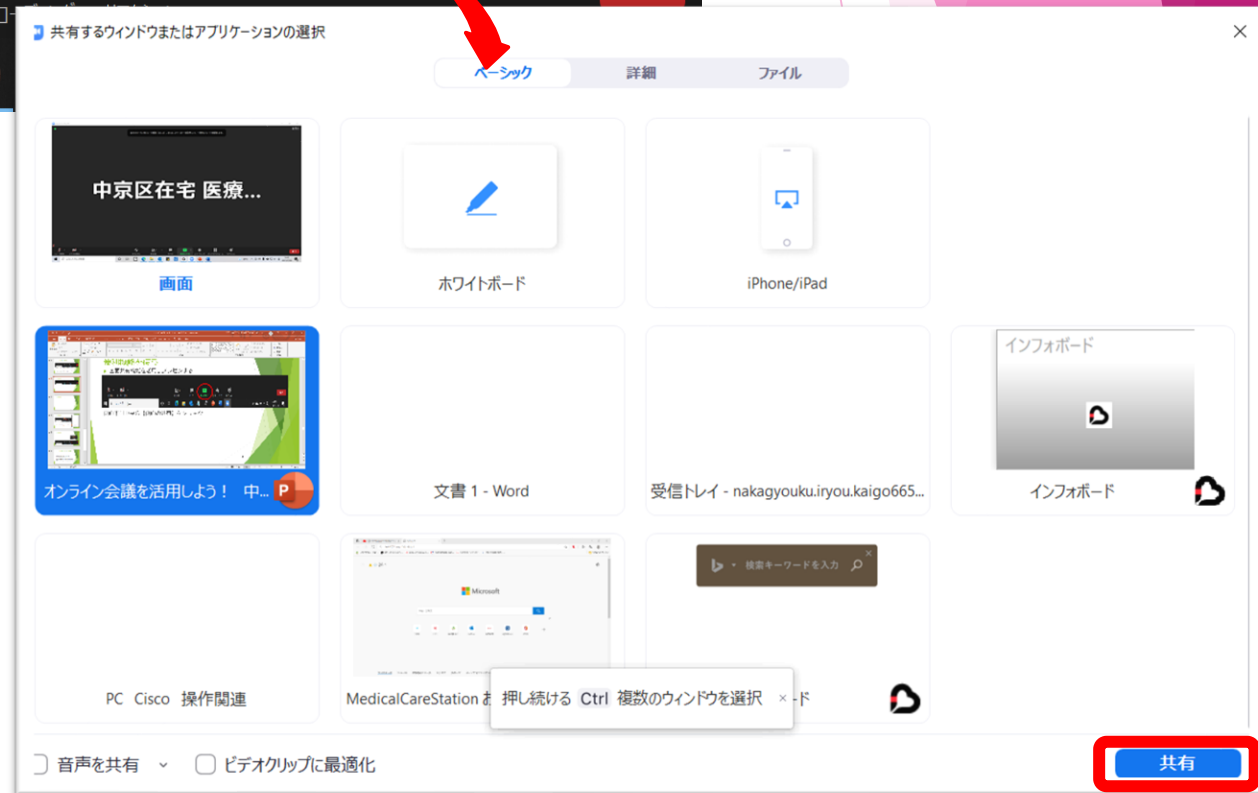 共有するウィンドウまたはアプリケーションの選択
ベーシック
詳細
ファイル
中京区在宅 医療...
画面
ホワイトボード
iPhone/iPad
インフォボード
オンライン会議を活用しよう！ 中...
P
文書 1 - Word
受信トレイ - nakagyouku.iryou.kaigo665...
インフォボード
Microsoft
検索キーワードを入力
PC Cisco 操作関連
MedicalCareStation お
押し続ける Ctrl 複数のウィンドウを選択
ド
音声を共有
ビデオクリップに最適化
共有